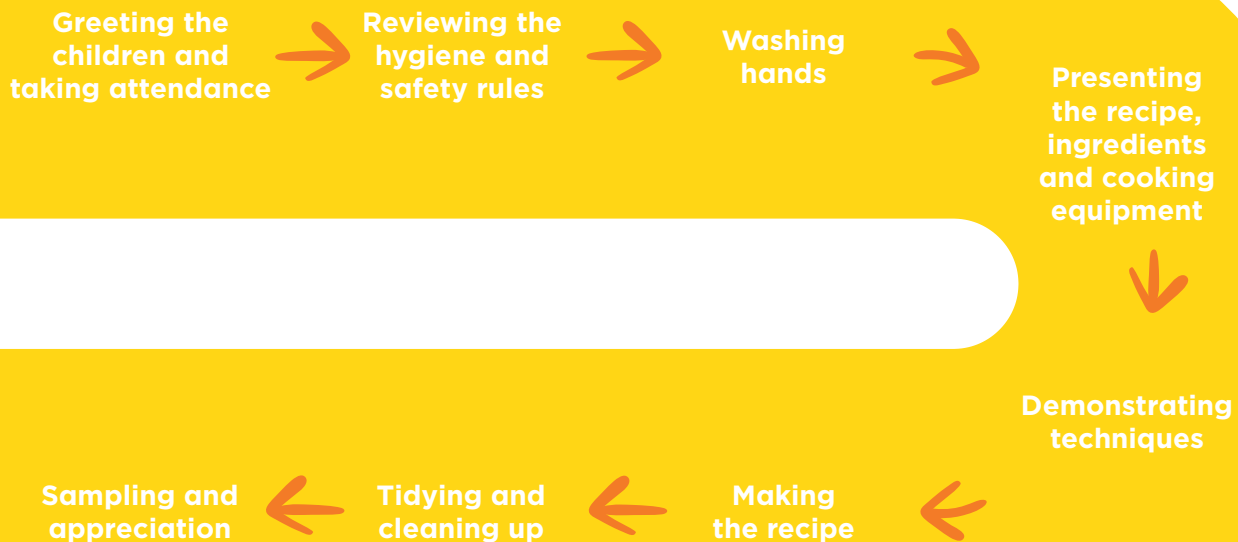 Greeting the
children and
taking attendance
Reviewing the
hygiene and
safety rules
Washing
hands
Presenting
the recipe,
ingredients
and cooking
equipment
Demonstrating
techniques
Making
the recipe
Tidying and
cleaning up
Sampling and
appreciation